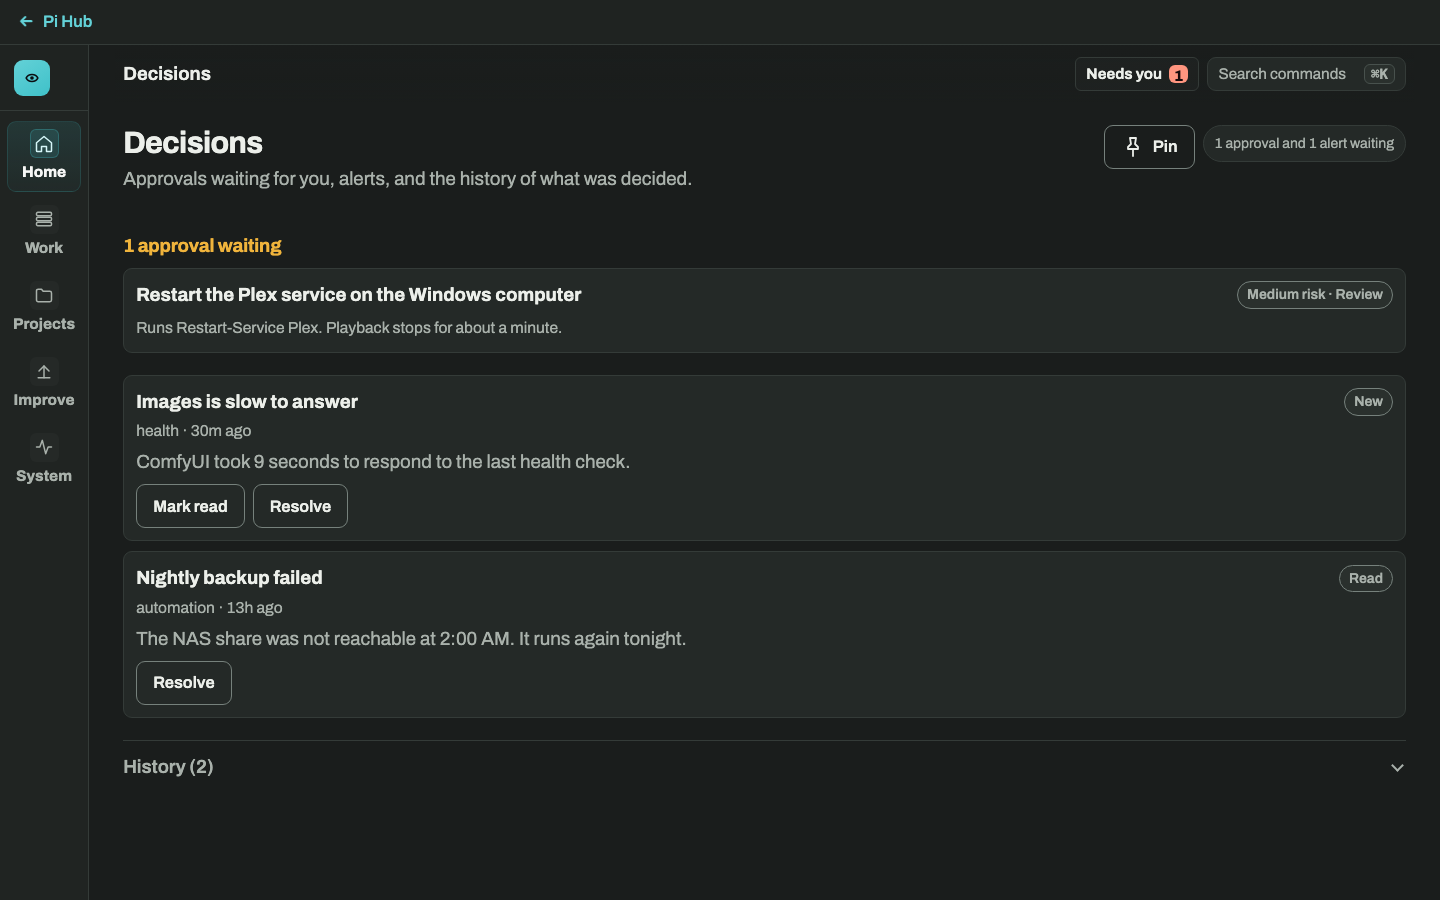 ← Pi Hub
Decisions
Needs you 1
Search commands ⌘K
Home
Work
Projects
Improve
System
Decisions
Approvals waiting for you, alerts, and the history of what was decided.
Pin
1 approval and 1 alert waiting
1 approval waiting
Restart the Plex service on the Windows computer
Medium risk · Review
Runs Restart-Service Plex. Playback stops for about a minute.
Images is slow to answer
New
health · 30m ago
ComfyUI took 9 seconds to respond to the last health check.
Mark read
Resolve
Nightly backup failed
Read
automation · 13h ago
The NAS share was not reachable at 2:00 AM. It runs again tonight.
Resolve
History (2)